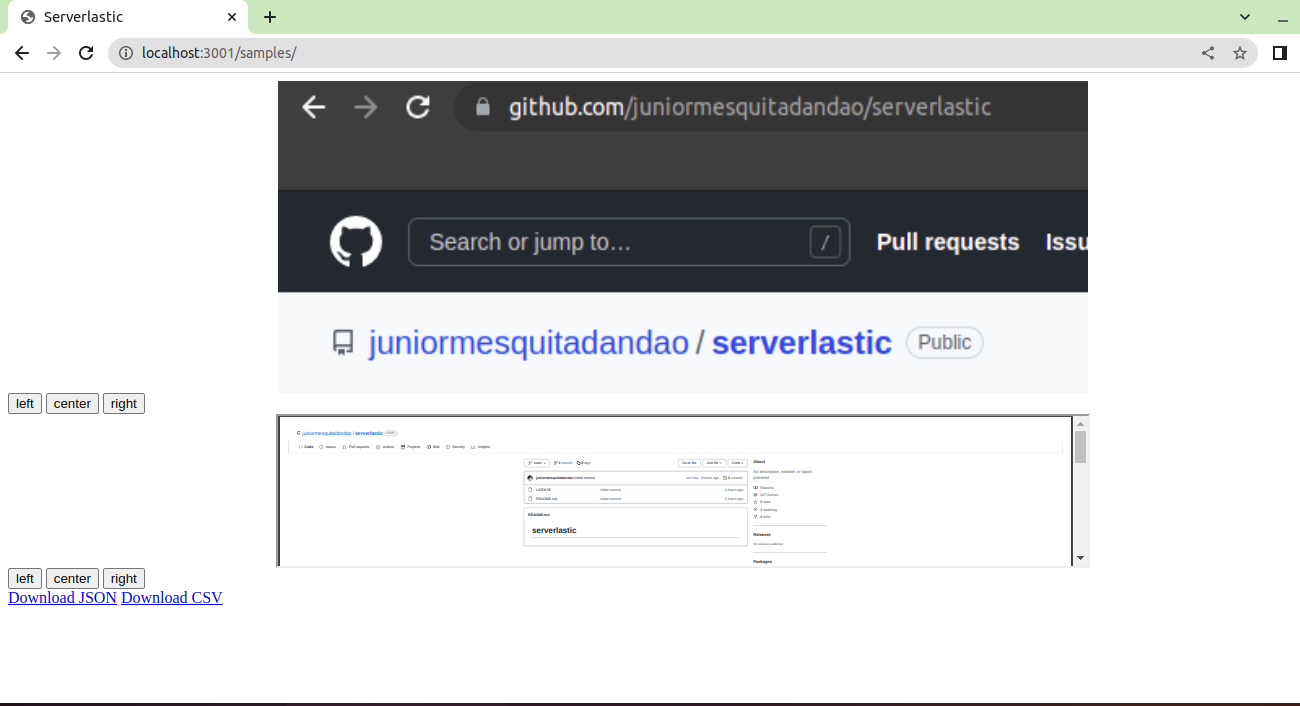 Serverlastic
localhost:3001/samples/
github.com/juniormesquitadandao/serverlastic
Search or jump to… /
Pull requests Issu
juniormesquitadandao / serverlastic Public
left center right
juniormesquitadandao / serverlastic Public
Code Issues Pull requests Actions Projects Wiki Security Insights
main 1 branch 0 tags Go to file Add file Code
About
juniormesquitadandao Initial commit 1 commit
No description, website, or topics
provided.
LICENSE Initial commit
README.md Initial commit
Readme
MIT license
0 stars
1 watching
0 forks
README.md
serverlastic
Releases
No releases published
Packages
left center right
Download JSON Download CSV